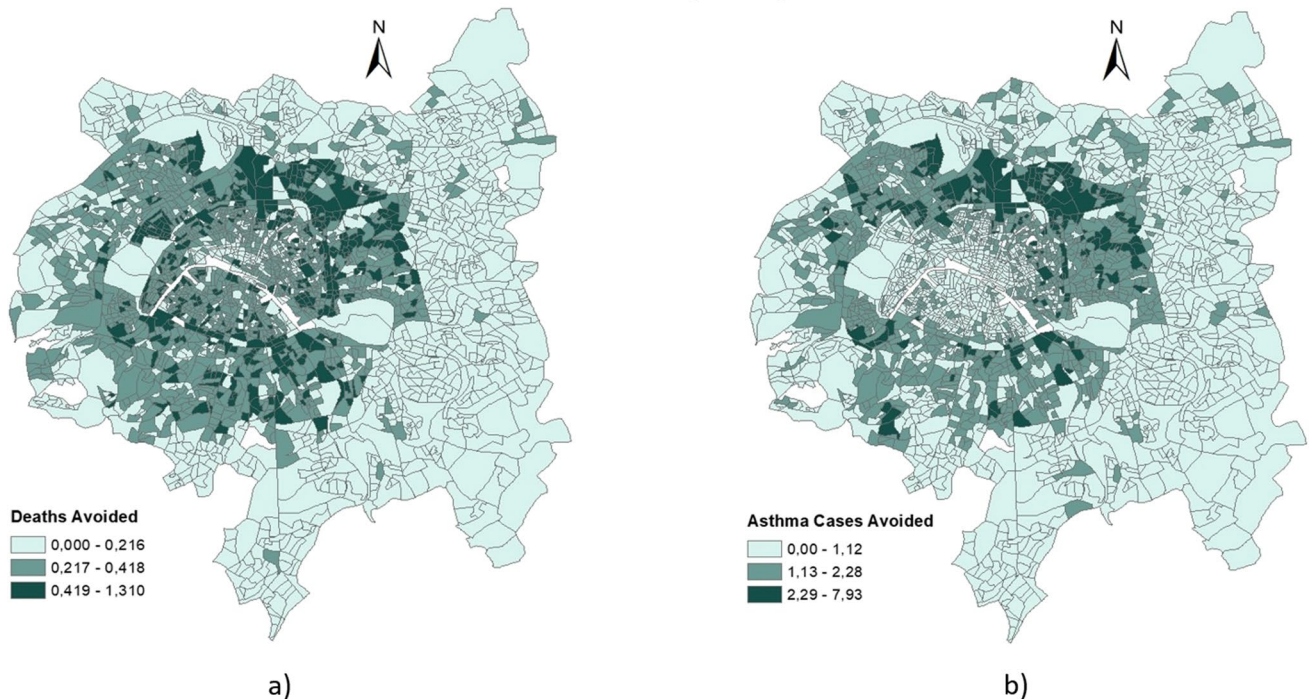 N
N
Deaths Avoided
0,000 - 0,216
0,217 - 0,418
0,419 - 1,310
Asthma Cases Avoided
0,00 - 1,12
1,13 - 2,28
2,29 - 7,93
a)
b)